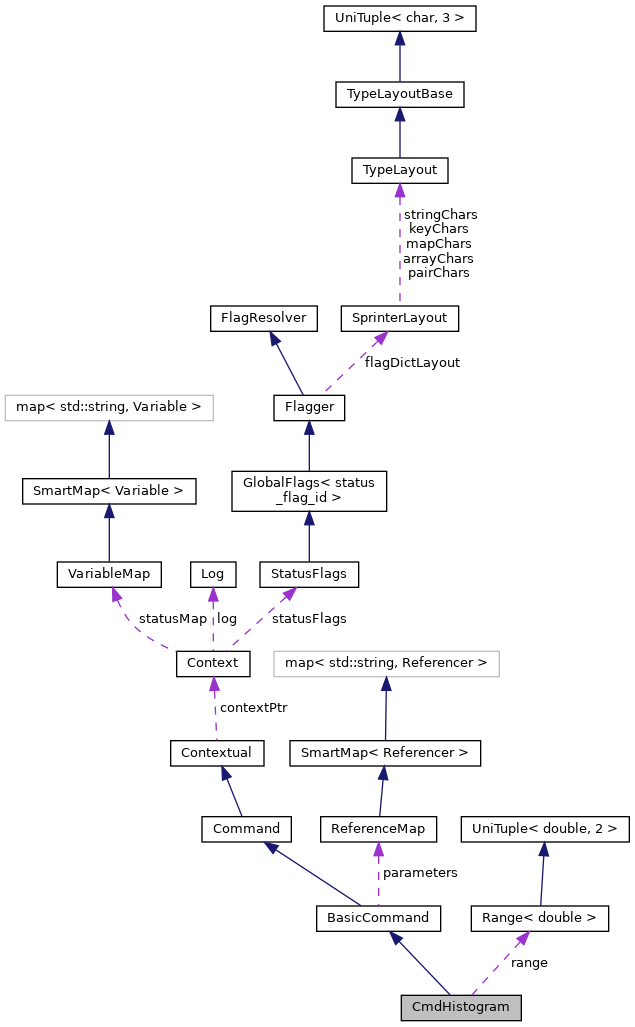 UniTuple< char, 3 >
TypeLayoutBase
TypeLayout
stringChars
keyChars
mapChars
arrayChars
pairChars
FlagResolver
SprinterLayout
flagDictLayout
map< std::string, Variable >
Flagger
SmartMap< Variable >
GlobalFlags< status
_flag_id >
VariableMap
Log
StatusFlags
statusMap
log
statusFlags
Context
map< std::string, Referencer >
contextPtr
Contextual
SmartMap< Referencer >
Command
ReferenceMap
UniTuple< double, 2 >
parameters
BasicCommand
Range< double >
range
CmdHistogram